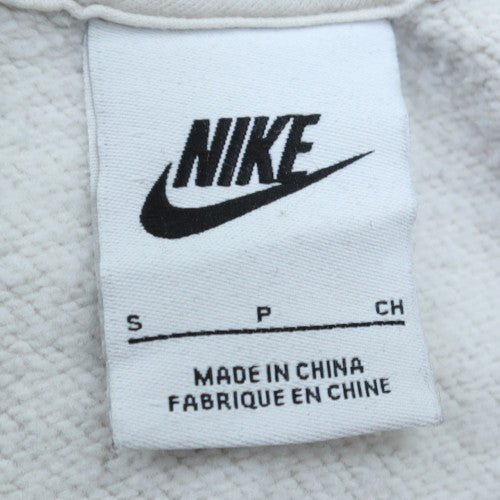 NIKE
S P CH
MADE IN CHINA
FABRIQUE EN CHINE